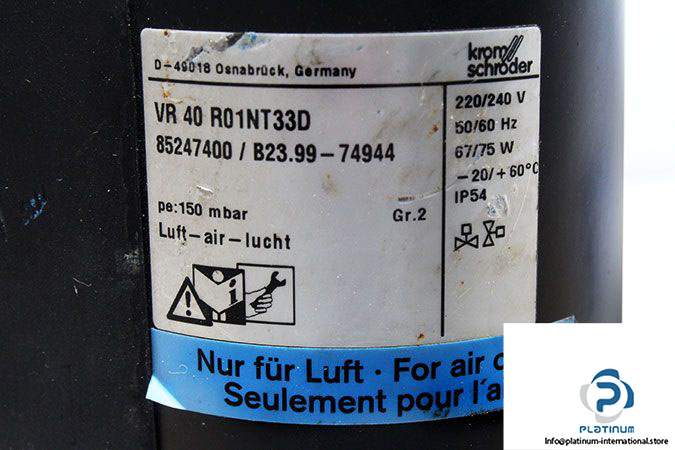 D-49018 Osnabrück, Germany
krom
schröder
VR 40 R01NT33D
85247400 / B23.99-74944
pe:150 mbar
Gr.2
Luft-air-lucht
220/240 V
50/60 Hz
67/75 W
-20/+60°C
IP54
i
Nur für Luft · For air
Seulement pour l'a
PLATINUM
Info@platinum-international.store